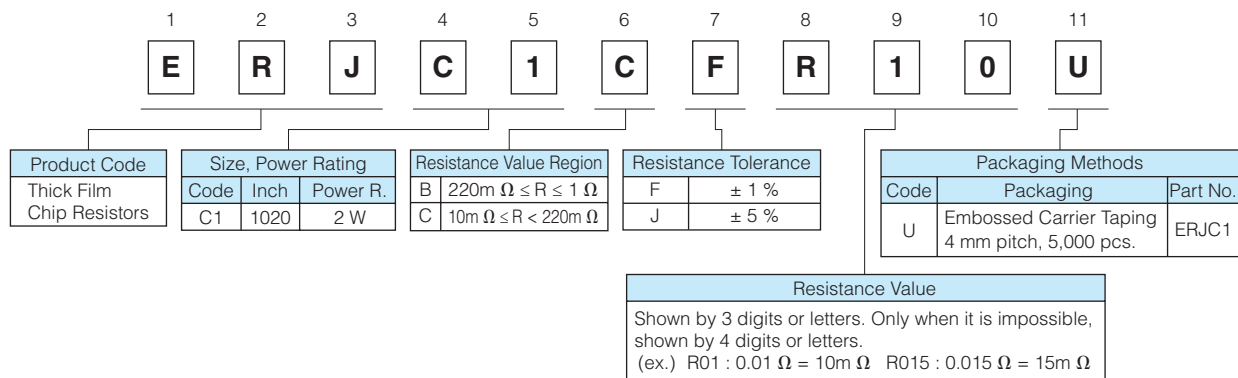 1 2 3 4 5 6 7 8 9 10 11
E R J C 1 C F R 1 0 U
Product Code
Thick Film
Chip Resistors
Size, Power Rating
Code Inch Power R.
C1 1020 2 W
Resistance Value Region
B 220m Ω ≤ R ≤ 1 Ω
C 10m Ω ≤ R < 220m Ω
Resistance Tolerance
F ± 1 %
J ± 5 %
Packaging Methods
Code Packaging Part No.
U Embossed Carrier Taping
4 mm pitch, 5,000 pcs. ERJC1
Resistance Value
Shown by 3 digits or letters. Only when it is impossible,
shown by 4 digits or letters.
(ex.) R01 : 0.01 Ω = 10m Ω R015 : 0.015 Ω = 15m Ω